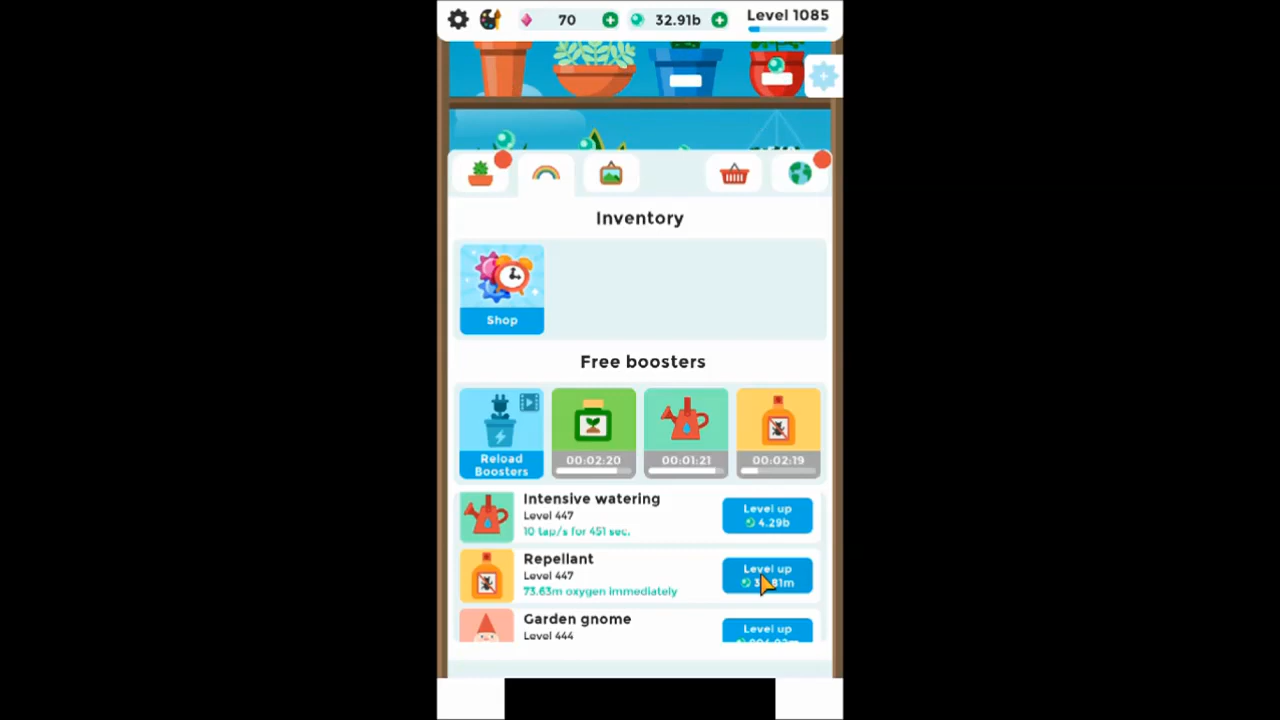 70
32.91b
Level 1085
Inventory
Shop
Free boosters
Reload
Boosters
00:02:20
00:01:21
00:02:19
Intensive watering
Level 447
10 tap/s for 451 sec.
Level up
4.29b
Repellant
Level 447
73.63m oxygen immediately
Level up
Garden gnome
Level 444
Level up